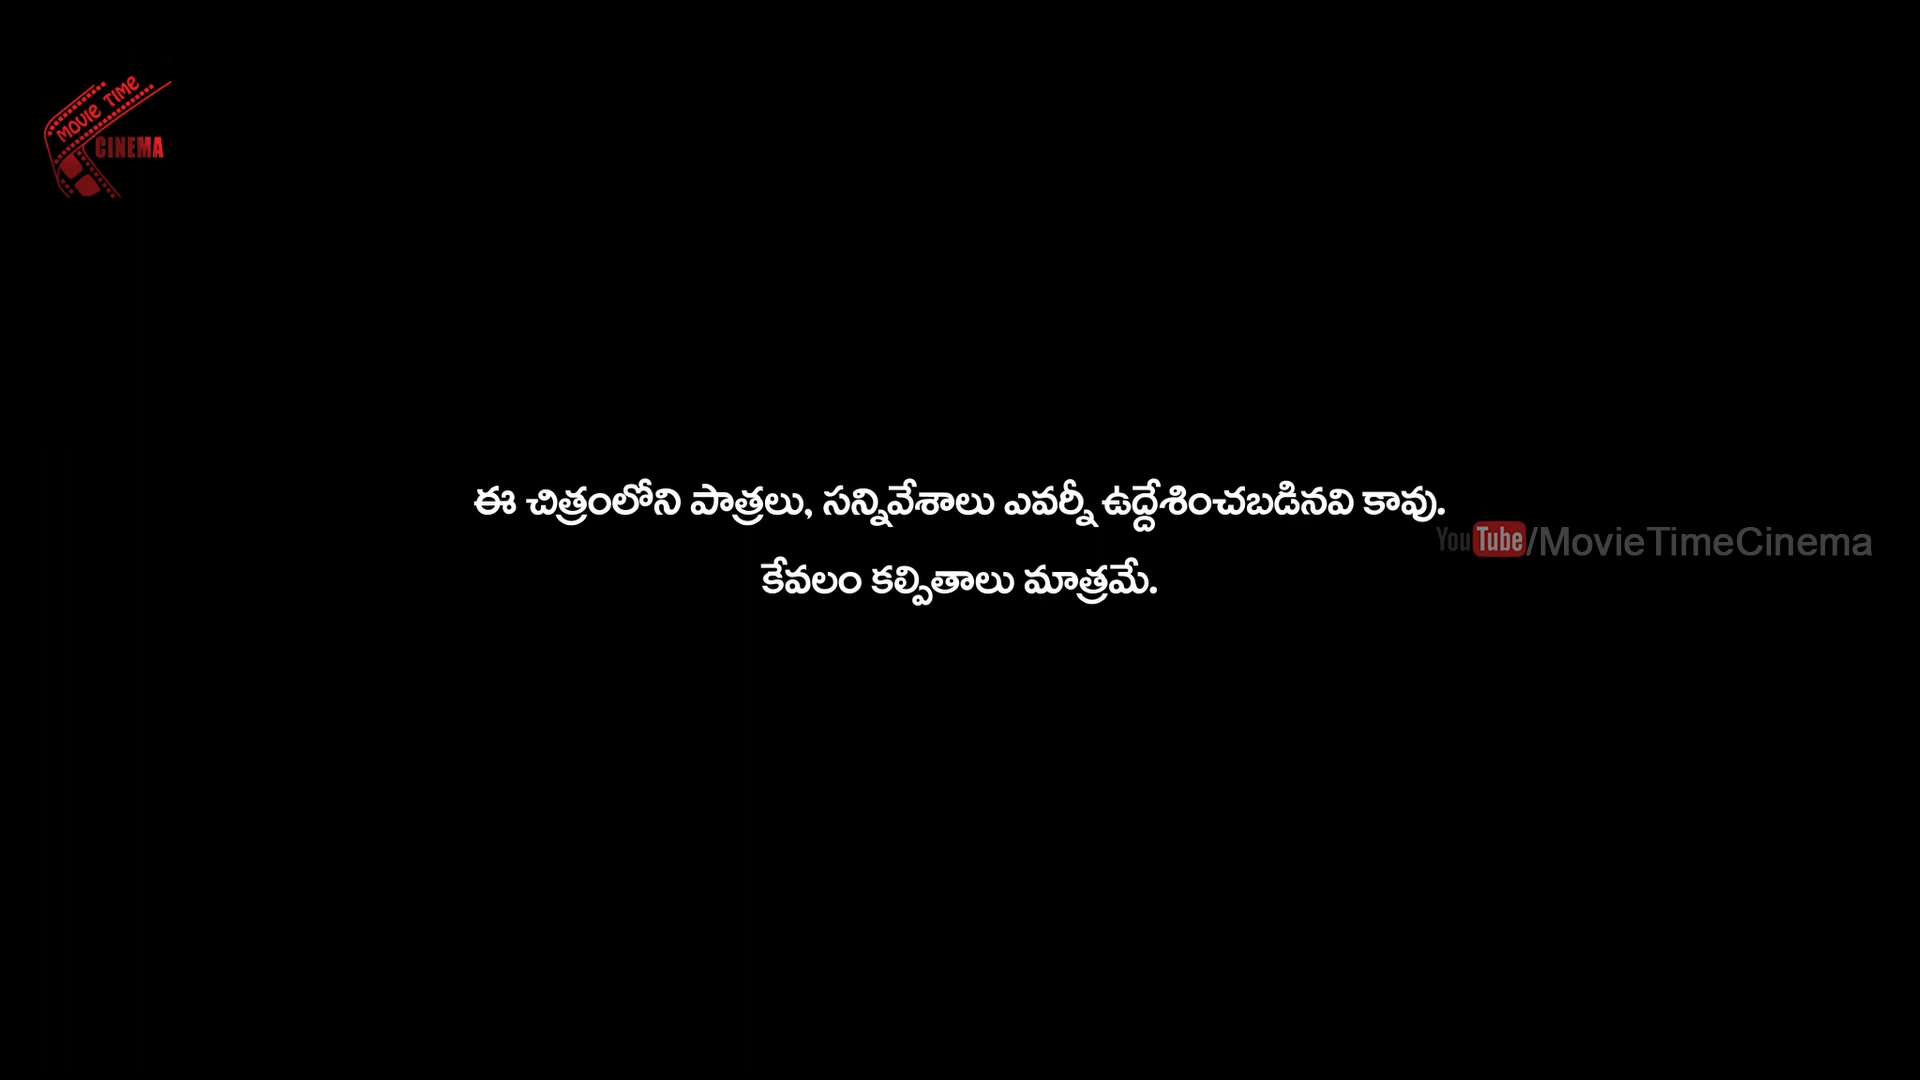 MOVIE TIME
CINEMA
ఈ చిత్రంలోని పాత్రలు, సన్నివేశాలు ఎవర్నీ ఉద్దేశించబడినవి కావు.
YouTube/MovieTimeCinema
కేవలం కల్పితాలు మాత్రమే.